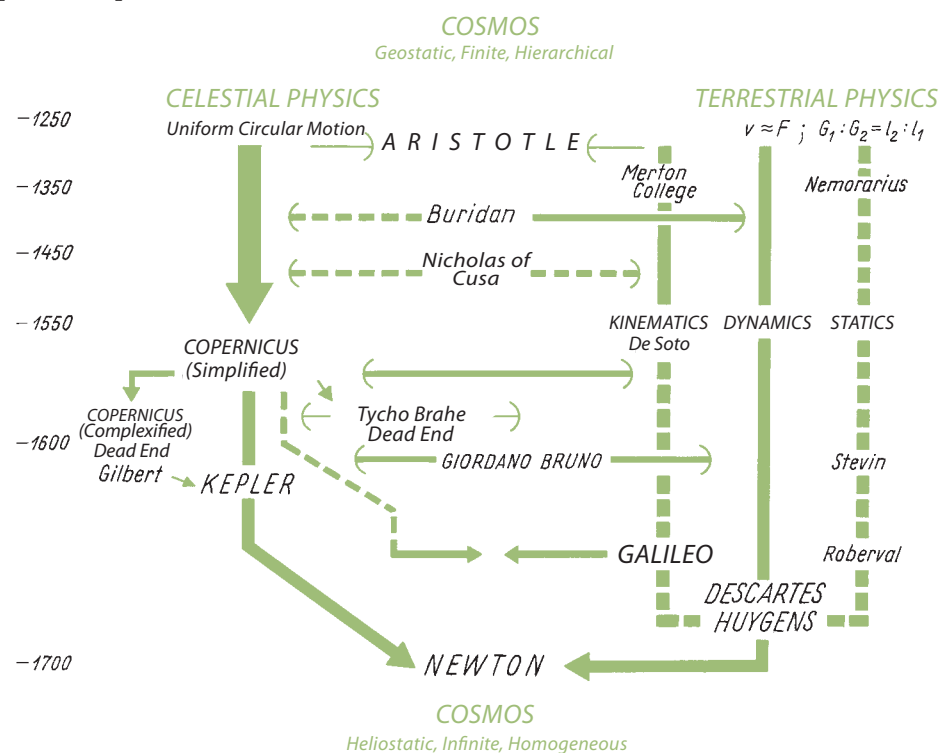 COSMOS
Geostatic, Finite, Hierarchical
CELESTIAL PHYSICS
TERRESTRIAL PHYSICS
–1250
Uniform Circular Motion
ARISTOTLE
v ≈ F ; G₁ : G₂ = l₂ : l₁
–1350
Merton
College
Nemorarius
Buridan
–1450
Nicholas of
Cusa
–1550
KINEMATICS
De Soto
DYNAMICS
STATICS
COPERNICUS
(Simplified)
COPERNICUS
(Complexified)
Dead End
Tycho Brahe
Dead End
–1600
Gilbert
KEPLER
GIORDANO BRUNO
Stevin
GALILEO
Roberval
DESCARTES
HUYGENS
–1700
NEWTON
COSMOS
Heliostatic, Infinite, Homogeneous